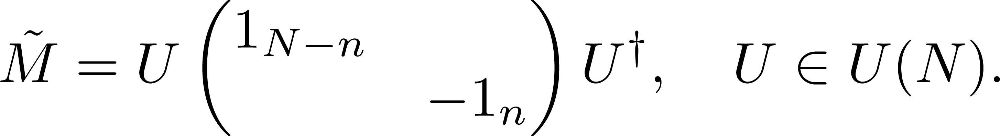 \tilde{M} = U \begin{pmatrix} 1_{N-n} & \\ & -1_n \end{pmatrix} U^\dagger, \quad U \in U(N).